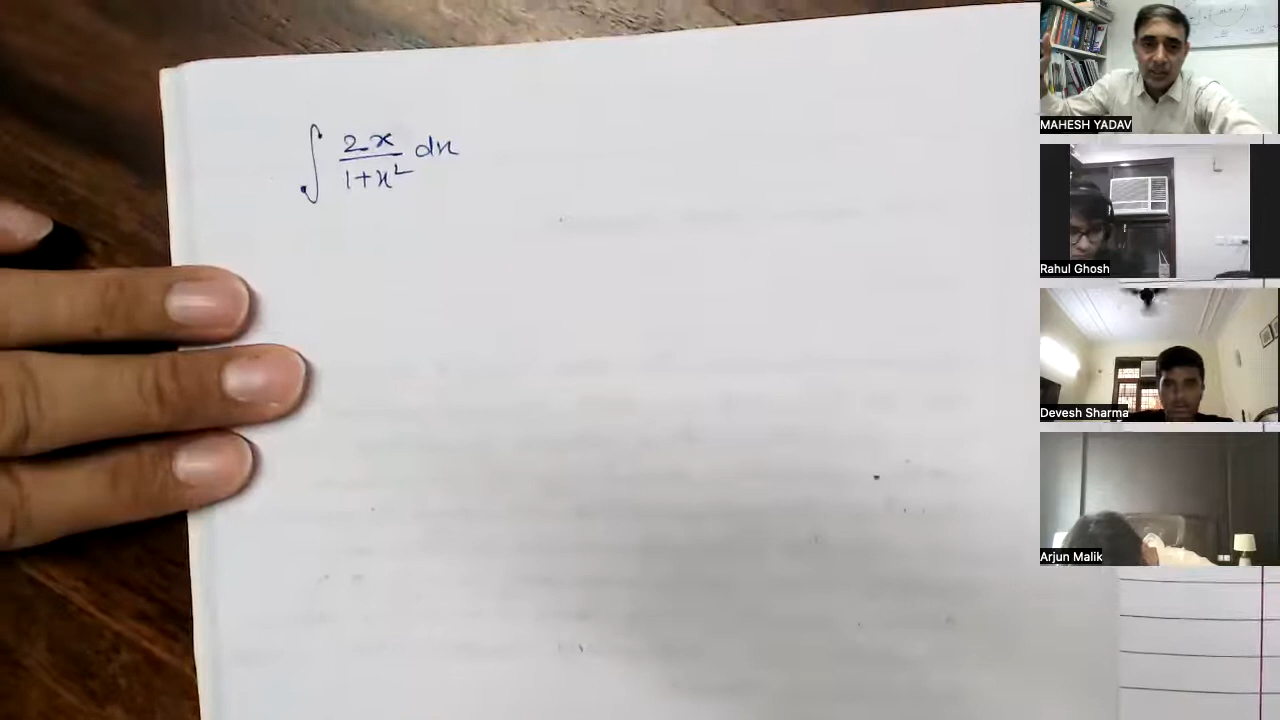 ∫ 2x/(1+x²) dx
MAHESH YADAV
Rahul Ghosh
Devesh Sharma
Arjun Malik